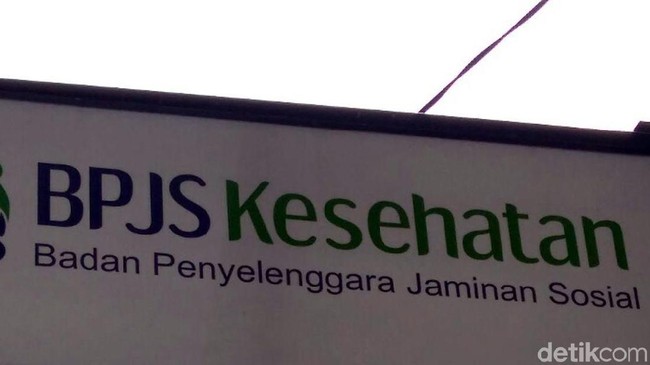 BPJS Kesehatan
Badan Penyelenggara Jaminan Sosial
detikcom